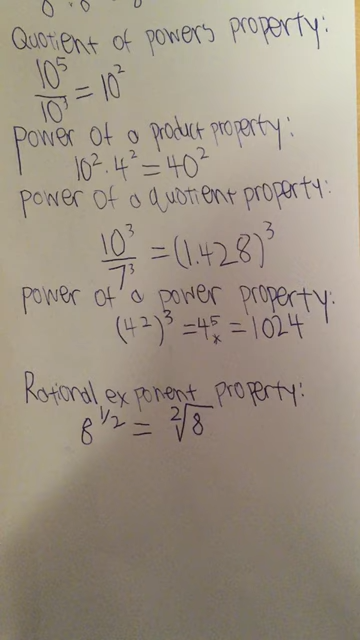 Quotient of powers property:
10⁵/10³ = 10²
Power of a product property:
10² · 4² = 40²
power of a quotient property:
10³/7³ = (1.428)³
power of a power property:
(4²)³ = 4⁵* = 1024
Rational exponent property:
8^1/2 = ²√8